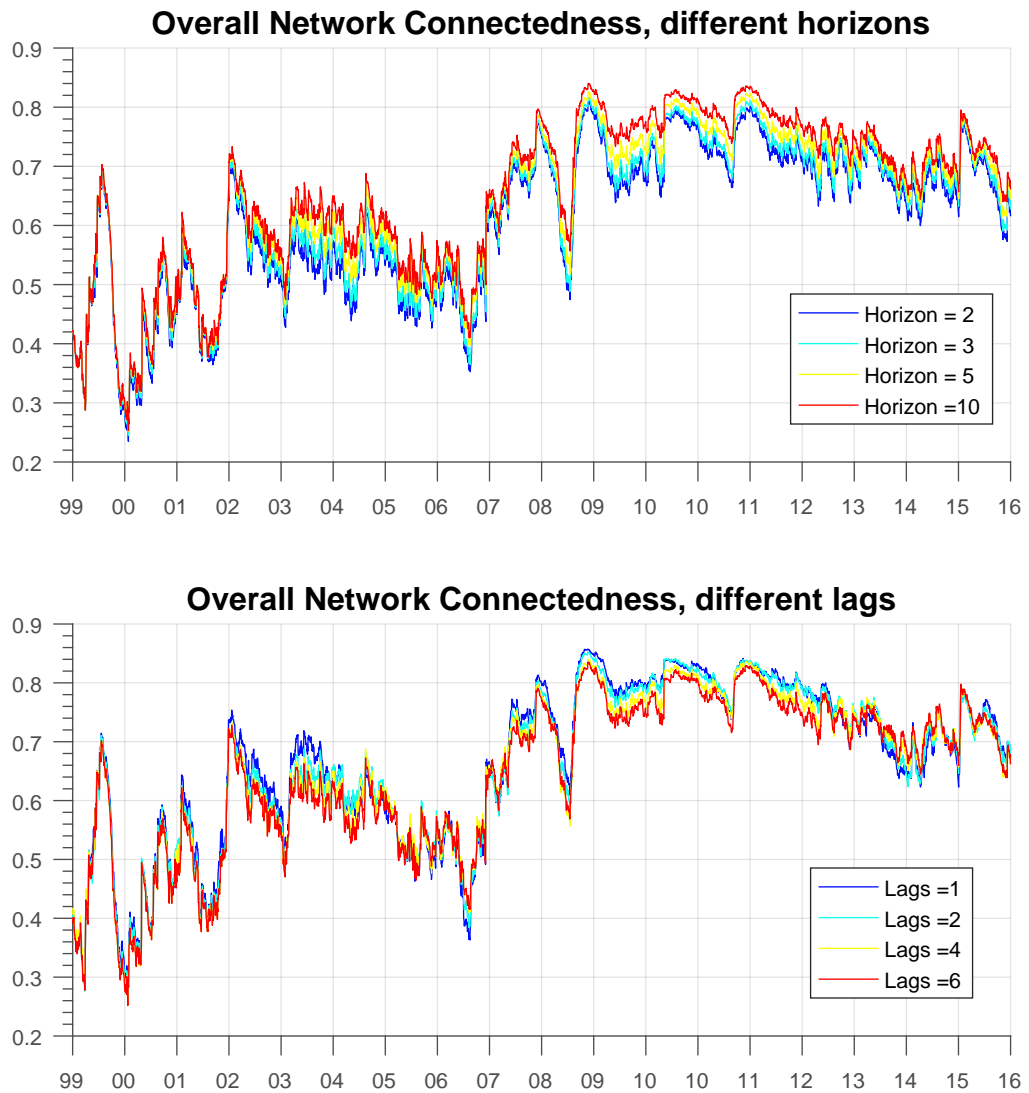 Overall Network Connectedness, different horizons
0.9
0.8
0.7
0.6
0.5
0.4
0.3
0.2
Horizon = 2
Horizon = 3
Horizon = 5
Horizon =10
99 00 01 02 03 04 05 06 07 08 09 10 10 11 12 13 14 15 16
Overall Network Connectedness, different lags
0.9
0.8
0.7
0.6
0.5
0.4
0.3
0.2
Lags =1
Lags =2
Lags =4
Lags =6
99 00 01 02 03 04 05 06 07 08 09 10 10 11 12 13 14 15 16